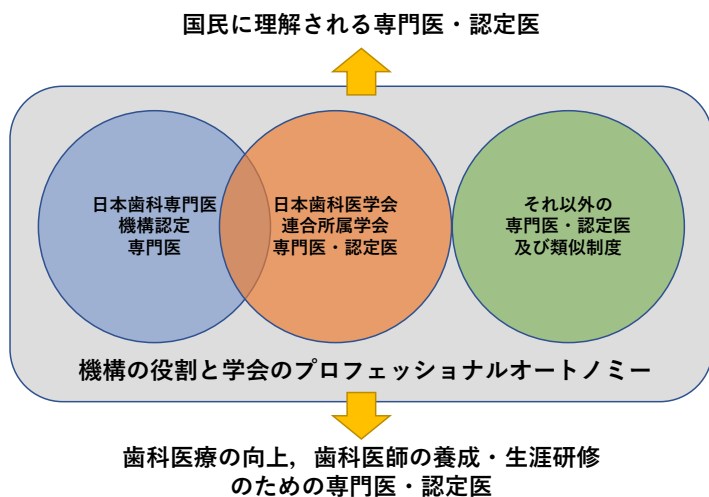 国民に理解される専門医・認定医
日本歯科専門医
機構認定
専門医
日本歯科医学会
連合所属学会
専門医・認定医
それ以外の
専門医・認定医
及び類似制度
機構の役割と学会のプロフェッショナルオートノミー
歯科医療の向上，歯科医師の養成・生涯研修
のための専門医・認定医